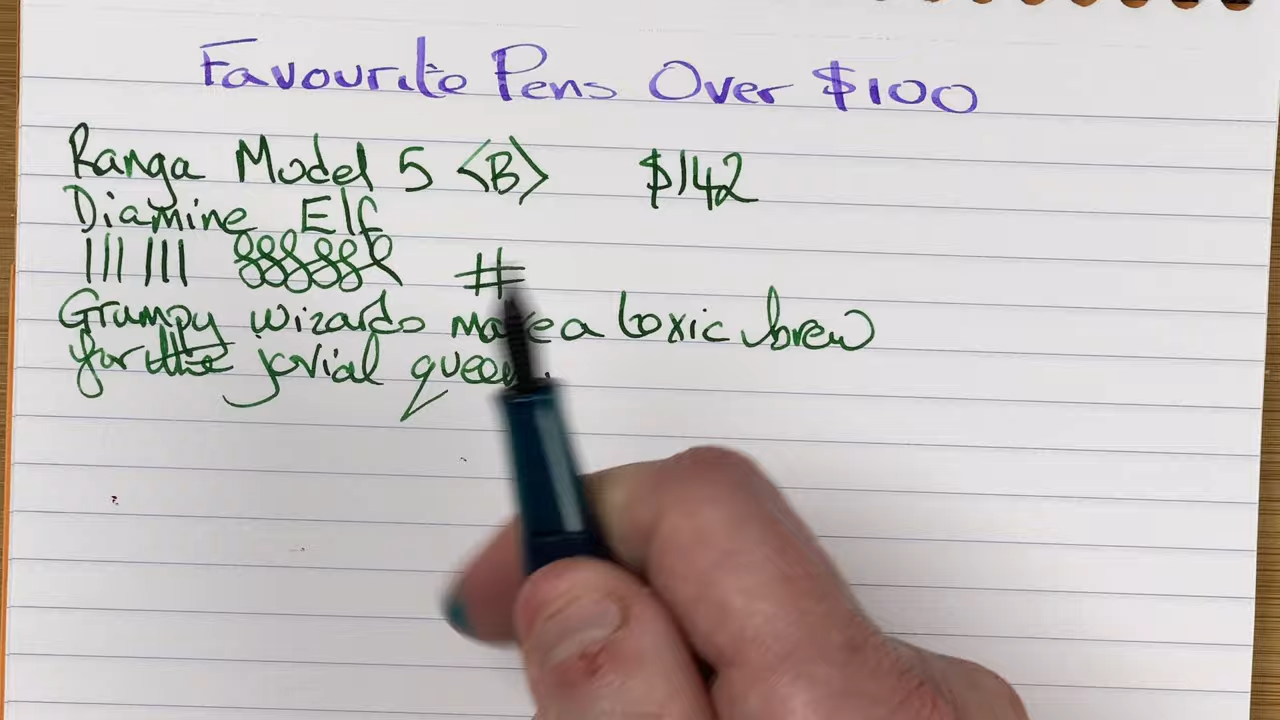 Favourite Pens Over $100
Ranga Model 5 <B> $142
Diamine Elf
#
Grumpy wizards make a toxic brew
for the jovial queen.